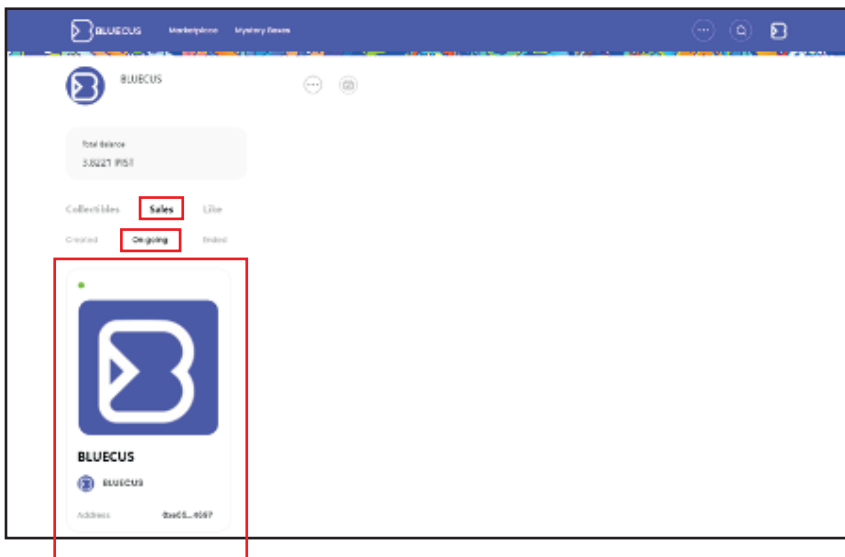 BLUECUS Marketplace Mystery Boxes
BLUECUS
Total Balance
3.8221
Collectibles Sales Like
Created On going Ended
BLUECUS
BLUECUS
Address